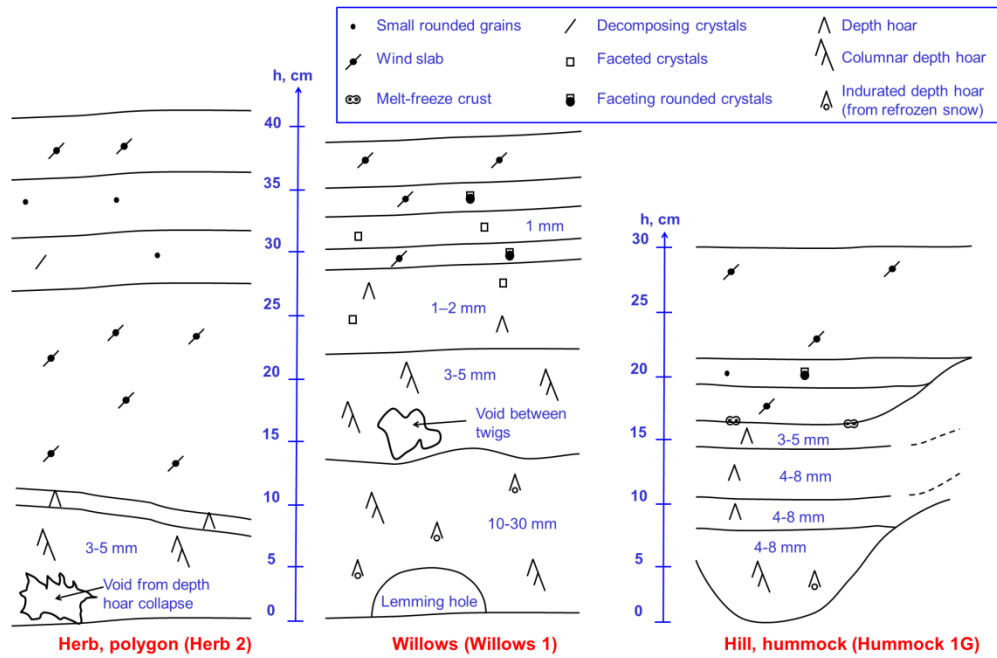 Small rounded grains
Decomposing crystals
Depth hoar
Wind slab
Faceted crystals
Columnar depth hoar
Melt-freeze crust
Faceting rounded crystals
Indurated depth hoar
(from refrozen snow)
h, cm
40
35
30
25
20
15
10
5
0
3-5 mm
Void from depth
hoar collapse
Herb, polygon (Herb 2)
1 mm
1–2 mm
3-5 mm
Void between
twigs
10-30 mm
Lemming hole
Willows (Willows 1)
h, cm
30
25
20
15
10
5
0
3-5 mm
4-8 mm
4-8 mm
4-8 mm
Hill, hummock (Hummock 1G)